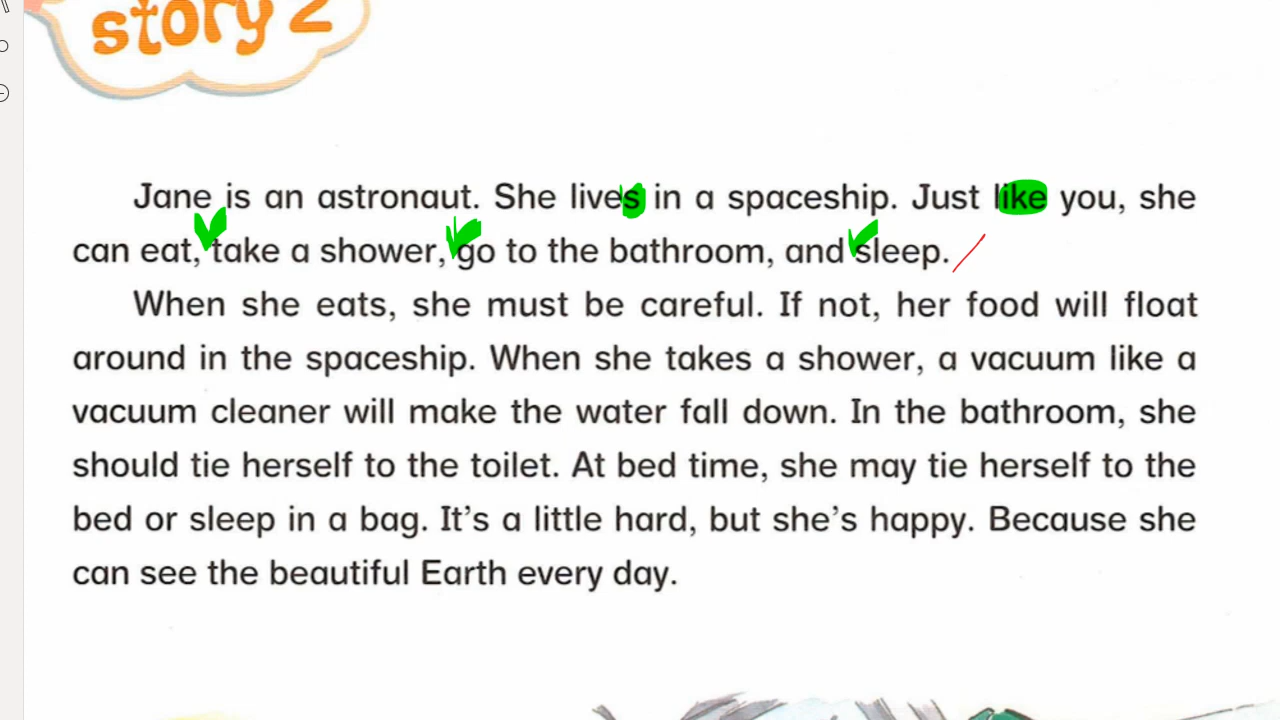 story 2
Jane is an astronaut. She lives in a spaceship. Just like you, she
can eat, take a shower, go to the bathroom, and sleep.
When she eats, she must be careful. If not, her food will float
around in the spaceship. When she takes a shower, a vacuum like a
vacuum cleaner will make the water fall down. In the bathroom, she
should tie herself to the toilet. At bed time, she may tie herself to the
bed or sleep in a bag. It's a little hard, but she's happy. Because she
can see the beautiful Earth every day.